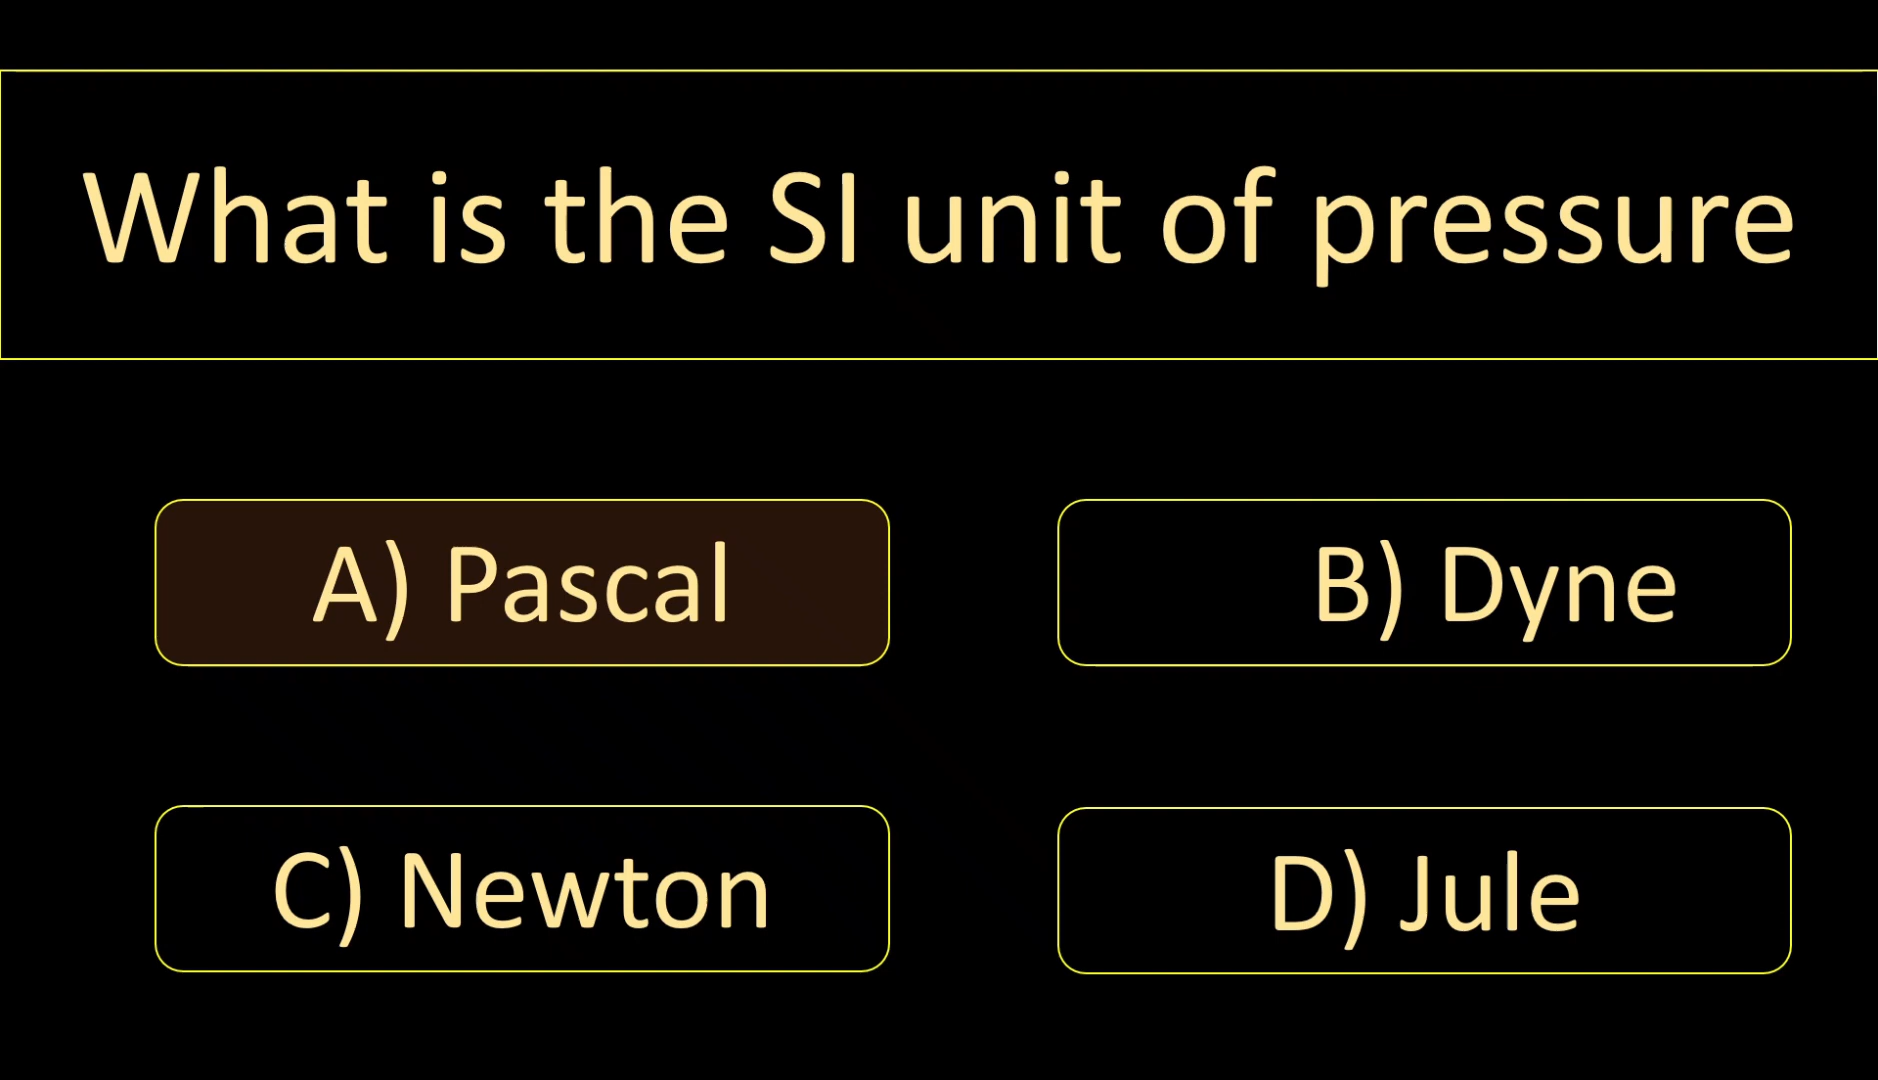 What is the SI unit of pressure
A) Pascal
B) Dyne
C) Newton
D) Jule